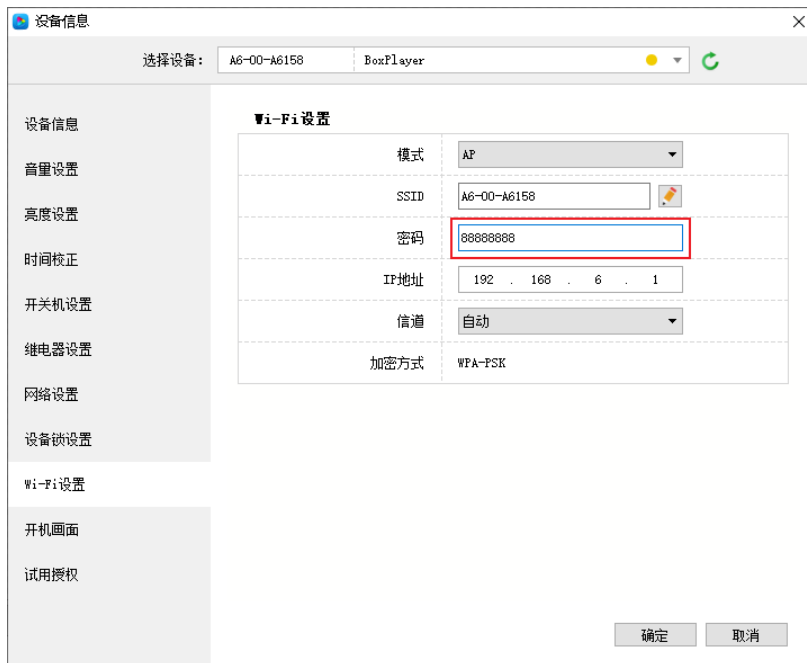 设备信息
选择设备: A6-00-A6158 BoxPlayer
设备信息
音量设置
亮度设置
时间校正
开关机设置
继电器设置
网络设置
设备锁设置
Wi-Fi设置
开机画面
试用授权
Wi-Fi设置
模式 AP
SSID A6-00-A6158
密码 88888888
IP地址 192 . 168 . 6 . 1
信道 自动
加密方式 WPA-PSK
确定 取消